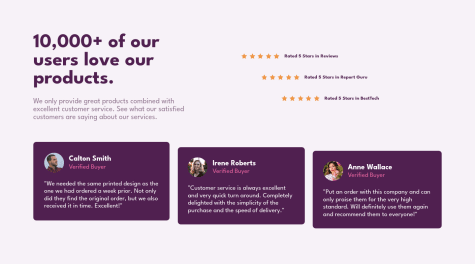 10,000+ of our
users love our
products.
We only provide great products combined with
excellent customer service. See what our satisfied
customers are saying about our services.
Rated 5 Stars in Reviews
Rated 5 Stars in Report Guru
Rated 5 Stars in BestTech
Colton Smith
Verified Buyer
"We needed the same printed design as the
one we had ordered a week prior. Not only
did they find the original order, but we also
received it in time. Excellent!"
Irene Roberts
Verified Buyer
"Customer service is always excellent
and very quick turn around. Completely
delighted with the simplicity of the
purchase and the speed of delivery."
Anne Wallace
Verified Buyer
"Put an order with this company and can
only praise them for the very high
standard. Will definitely use them again
and recommend them to everyone!"